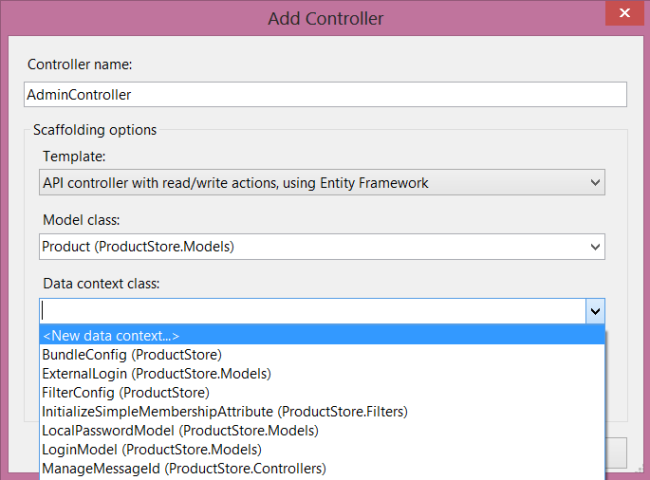 Add Controller
Controller name:
AdminController
Scaffolding options
Template:
API controller with read/write actions, using Entity Framework
Model class:
Product (ProductStore.Models)
Data context class:
<New data context...>
BundleConfig (ProductStore)
ExternalLogin (ProductStore.Models)
FilterConfig (ProductStore)
InitializeSimpleMembershipAttribute (ProductStore.Filters)
LocalPasswordModel (ProductStore.Models)
LoginModel (ProductStore.Models)
ManageMessageId (ProductStore.Controllers)